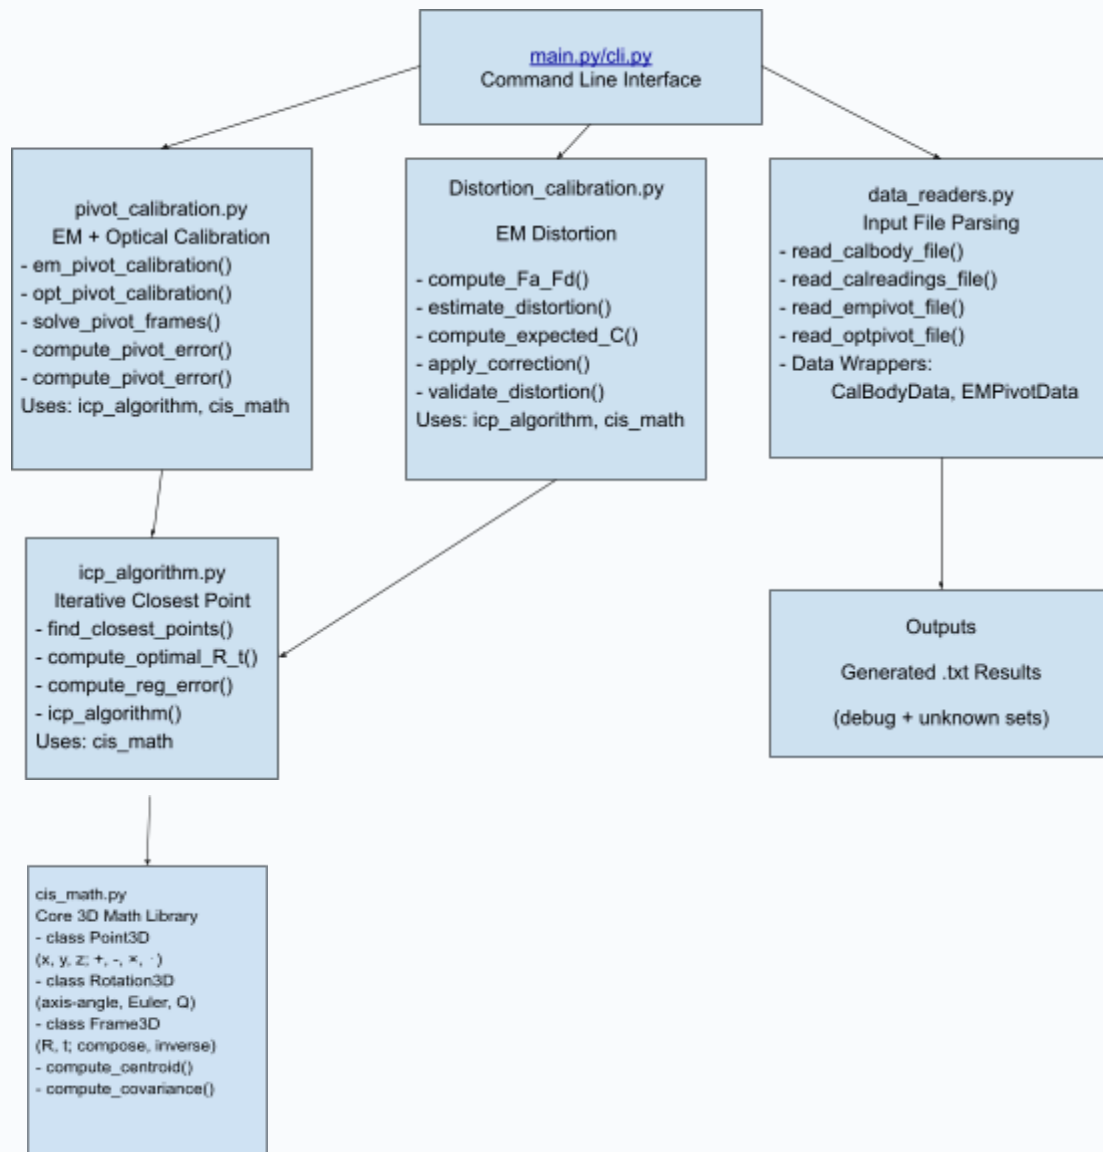 main.py/cli.py
Command Line Interface
pivot_calibration.py
EM + Optical Calibration
- em_pivot_calibration()
- opt_pivot_calibration()
- solve_pivot_frames()
- compute_pivot_error()
- compute_pivot_error()
Uses: icp_algorithm, cis_math
Distortion_calibration.py
EM Distortion
- compute_Fa_Fd()
- estimate_distortion()
- compute_expected_C()
- apply_correction()
- validate_distortion()
Uses: icp_algorithm, cis_math
data_readers.py
Input File Parsing
- read_calbody_file()
- read_calreadings_file()
- read_empivot_file()
- read_optpivot_file()
- Data Wrappers:
CalBodyData, EMPivotData
icp_algorithm.py
Iterative Closest Point
- find_closest_points()
- compute_optimal_R_t()
- compute_reg_error()
- icp_algorithm()
Uses: cis_math
Outputs
Generated .txt Results
(debug + unknown sets)
cis_math.py
Core 3D Math Library
- class Point3D
(x, y, z; +, -, ×, ·)
- class Rotation3D
(axis-angle, Euler, Q)
- class Frame3D
(R, t; compose, inverse)
- compute_centroid()
- compute_covariance()